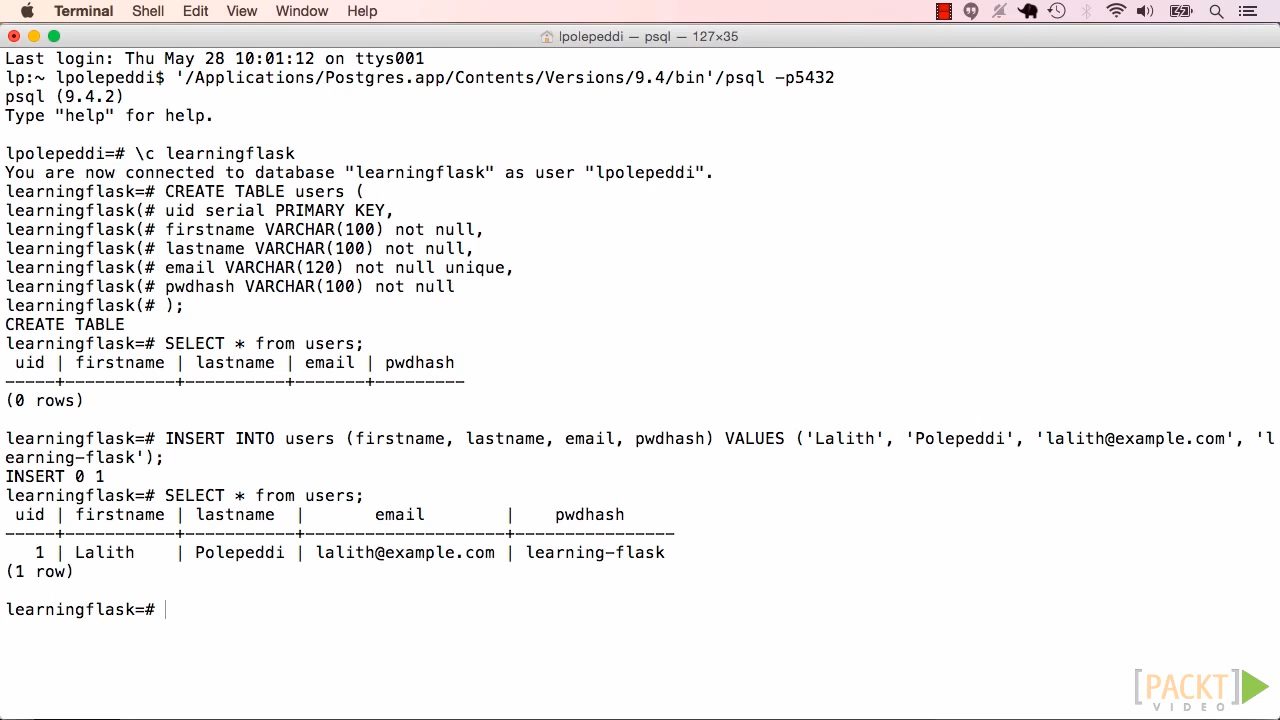 Terminal Shell Edit View Window Help
lpolepeddi — psql — 127×35
Last login: Thu May 28 10:01:12 on ttys001
lp:~ lpolepeddi$ '/Applications/Postgres.app/Contents/Versions/9.4/bin'/psql -p5432
psql (9.4.2)
Type "help" for help.
lpolepeddi=# \c learningflask
You are now connected to database "learningflask" as user "lpolepeddi".
learningflask=# CREATE TABLE users (
learningflask(# uid serial PRIMARY KEY,
learningflask(# firstname VARCHAR(100) not null,
learningflask(# lastname VARCHAR(100) not null,
learningflask(# email VARCHAR(120) not null unique,
learningflask(# pwdhash VARCHAR(100) not null
learningflask(# );
CREATE TABLE
learningflask=# SELECT * from users;
 uid | firstname | lastname | email | pwdhash
-----+-----------+----------+-------+---------
(0 rows)
learningflask=# INSERT INTO users (firstname, lastname, email, pwdhash) VALUES ('Lalith', 'Polepeddi', 'lalith@example.com', 'l
earning-flask');
INSERT 0 1
learningflask=# SELECT * from users;
 uid | firstname | lastname  |       email        |    pwdhash
-----+-----------+-----------+--------------------+----------------
   1 | Lalith    | Polepeddi | lalith@example.com | learning-flask
(1 row)
learningflask=#
[PACKT]
VIDEO